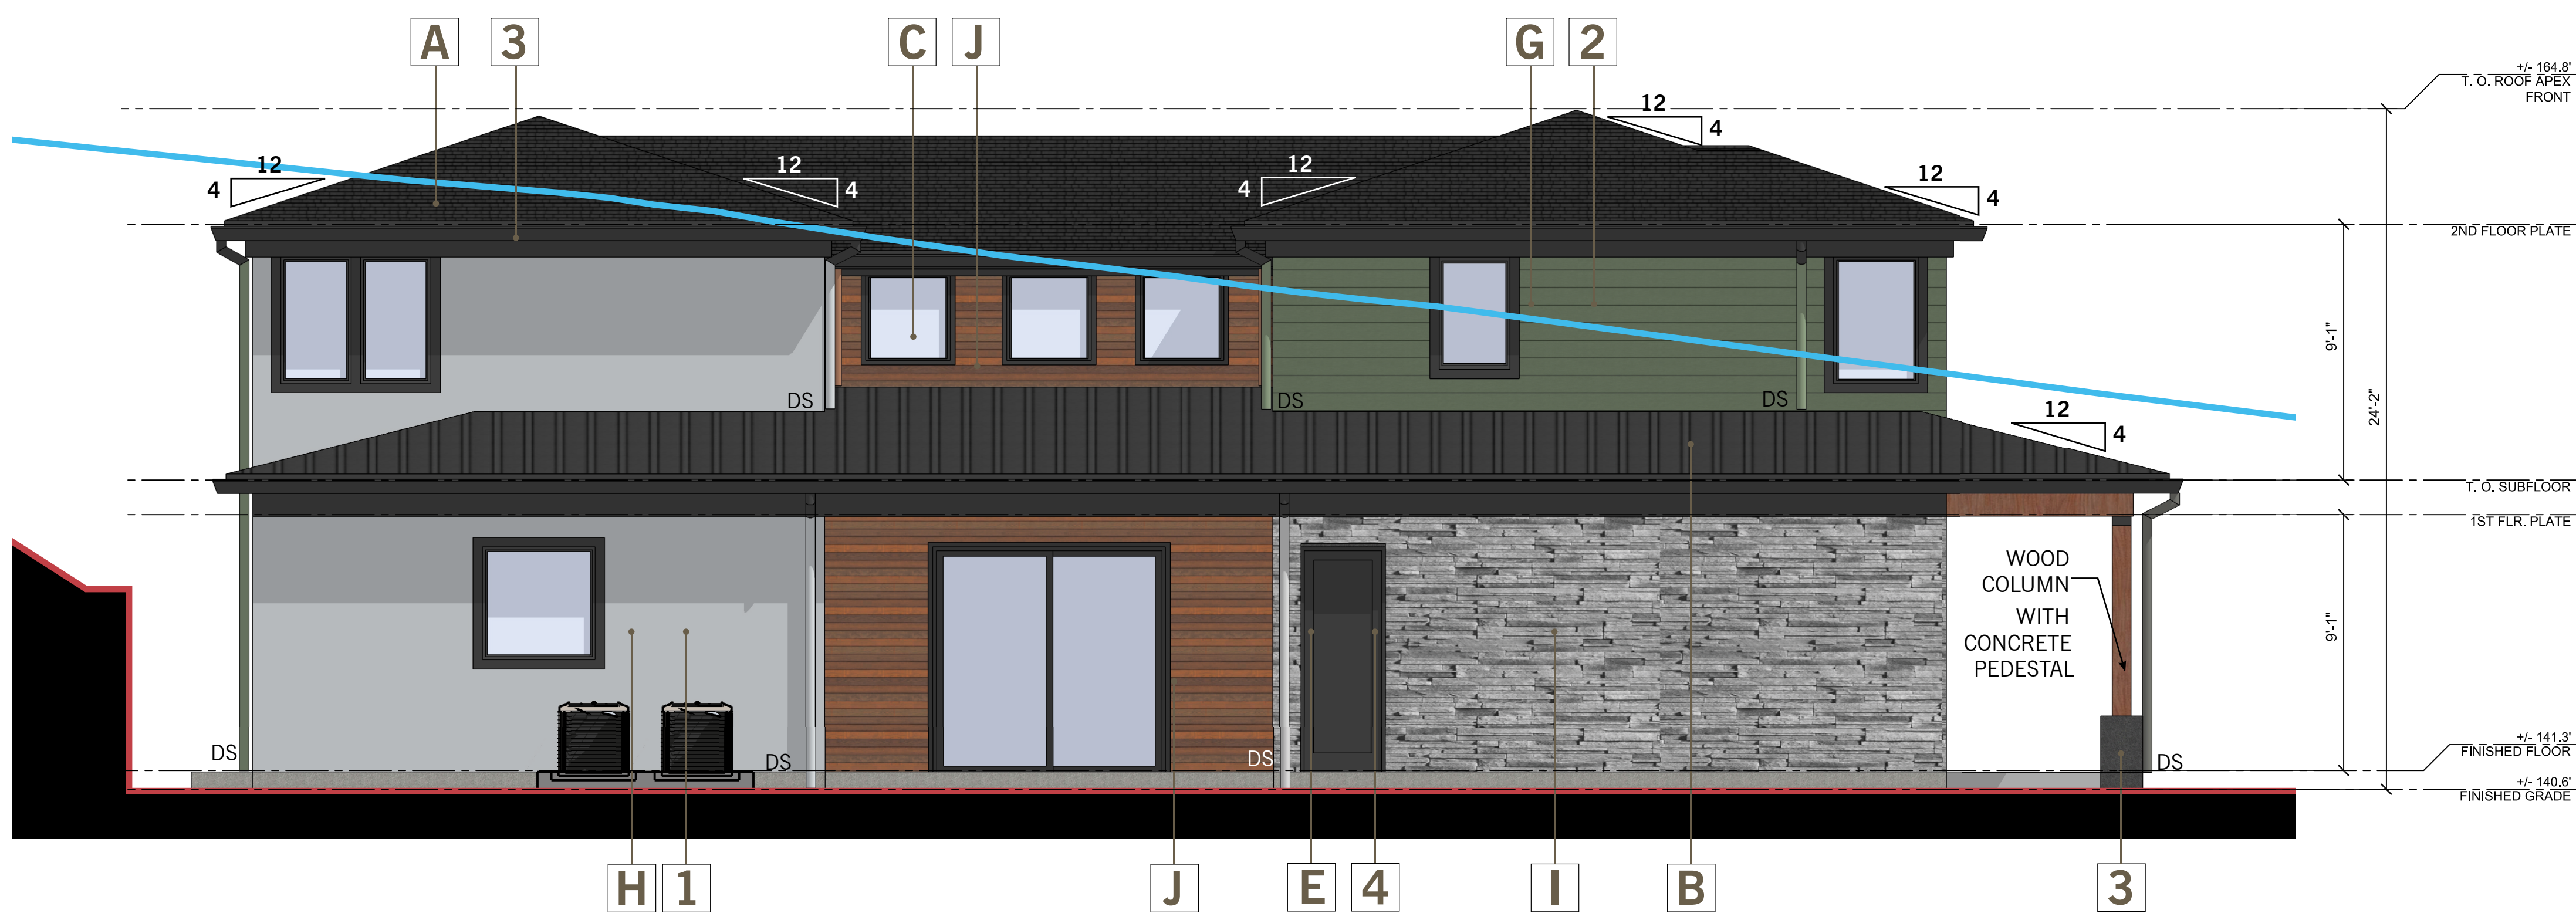 A 3 C J G 2
+/- 164.8'
T. O. ROOF APEX
FRONT
12
4
12
4
12
4
12
4
12
4
2ND FLOOR PLATE
9'-1"
24'-2"
DS
DS
DS
12
4
T. O. SUBFLOOR
1ST FLR. PLATE
WOOD
COLUMN
WITH
CONCRETE
PEDESTAL
9'-1"
DS
DS
DS
DS
+/- 141.3'
FINISHED FLOOR
+/- 140.6'
FINISHED GRADE
H 1 J E 4 I B 3